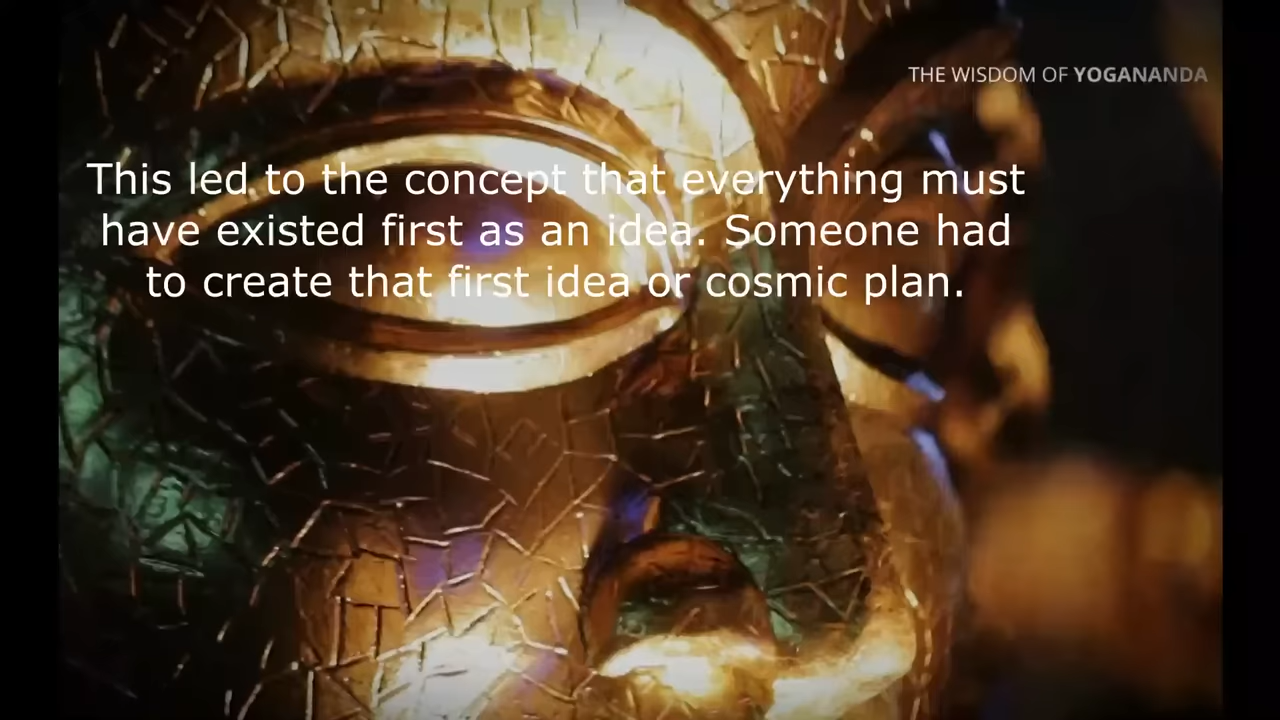 THE WISDOM OF YOGANANDA
This led to the concept that everything must
have existed first as an idea. Someone had
to create that first idea or cosmic plan.